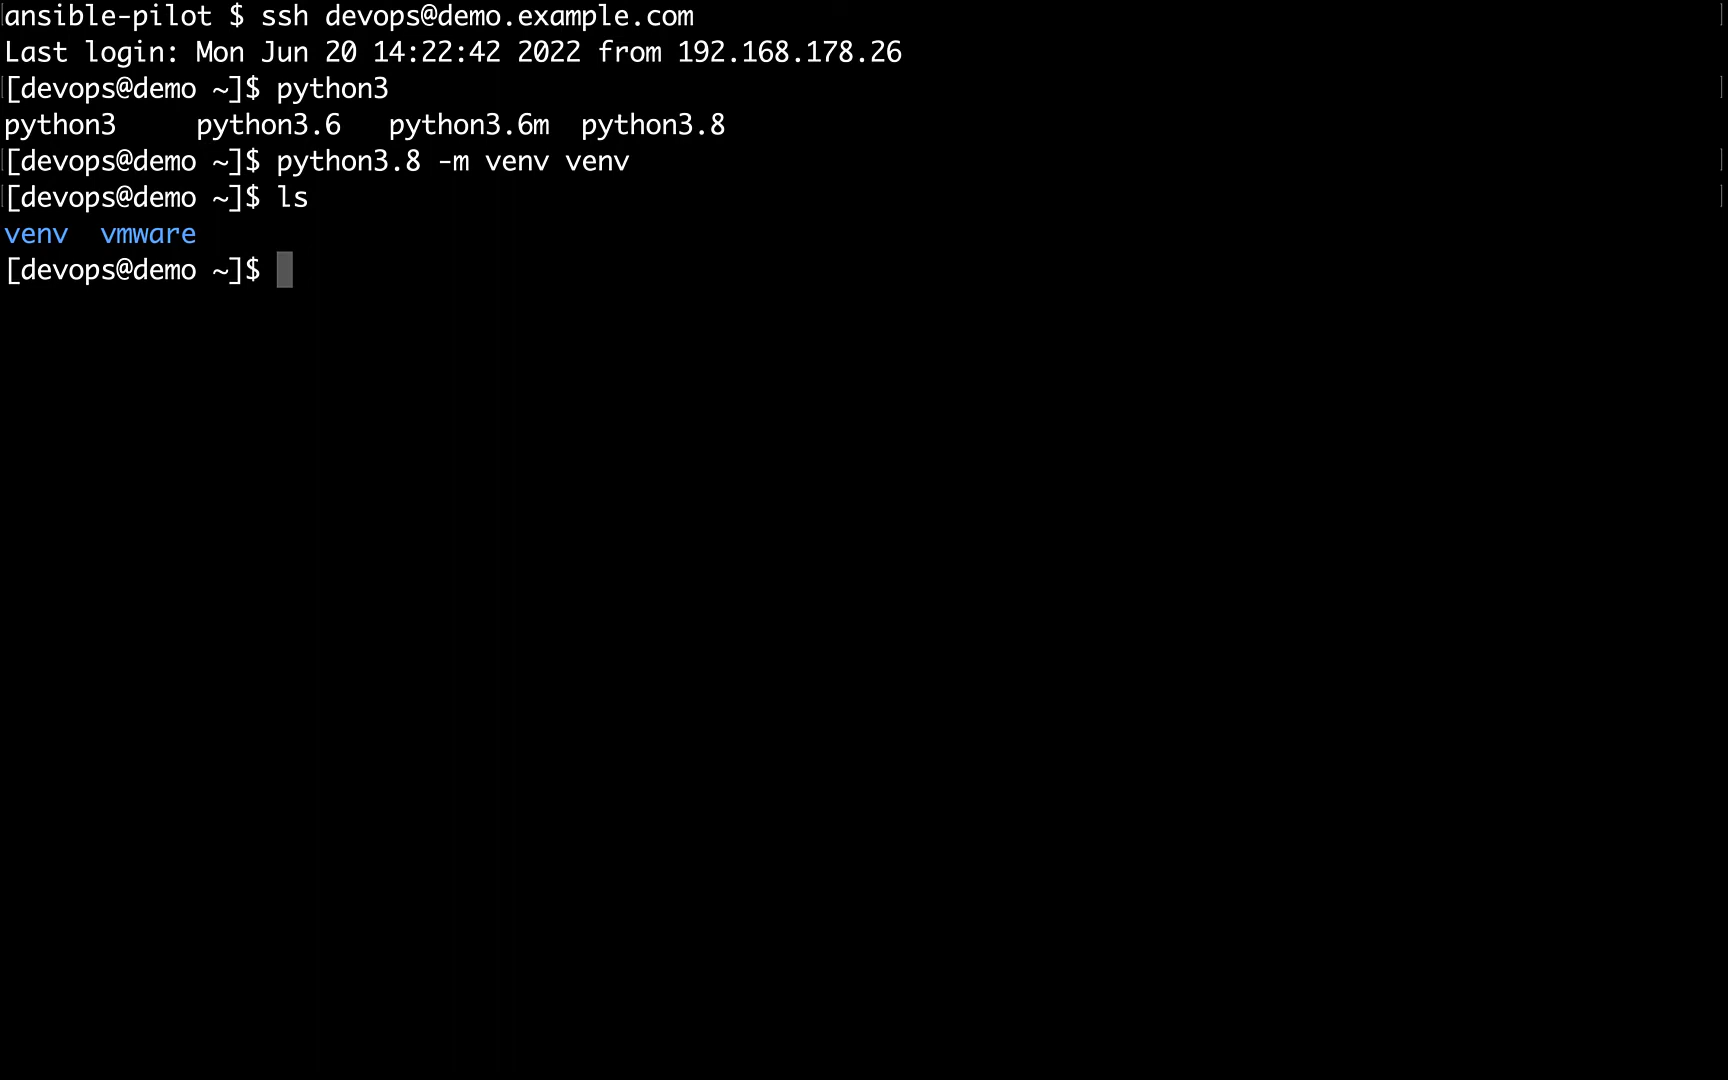 ansible-pilot $ ssh devops@demo.example.com
Last login: Mon Jun 20 14:22:42 2022 from 192.168.178.26
[devops@demo ~]$ python3
python3     python3.6   python3.6m  python3.8
[devops@demo ~]$ python3.8 -m venv venv
[devops@demo ~]$ ls
venv  vmware
[devops@demo ~]$